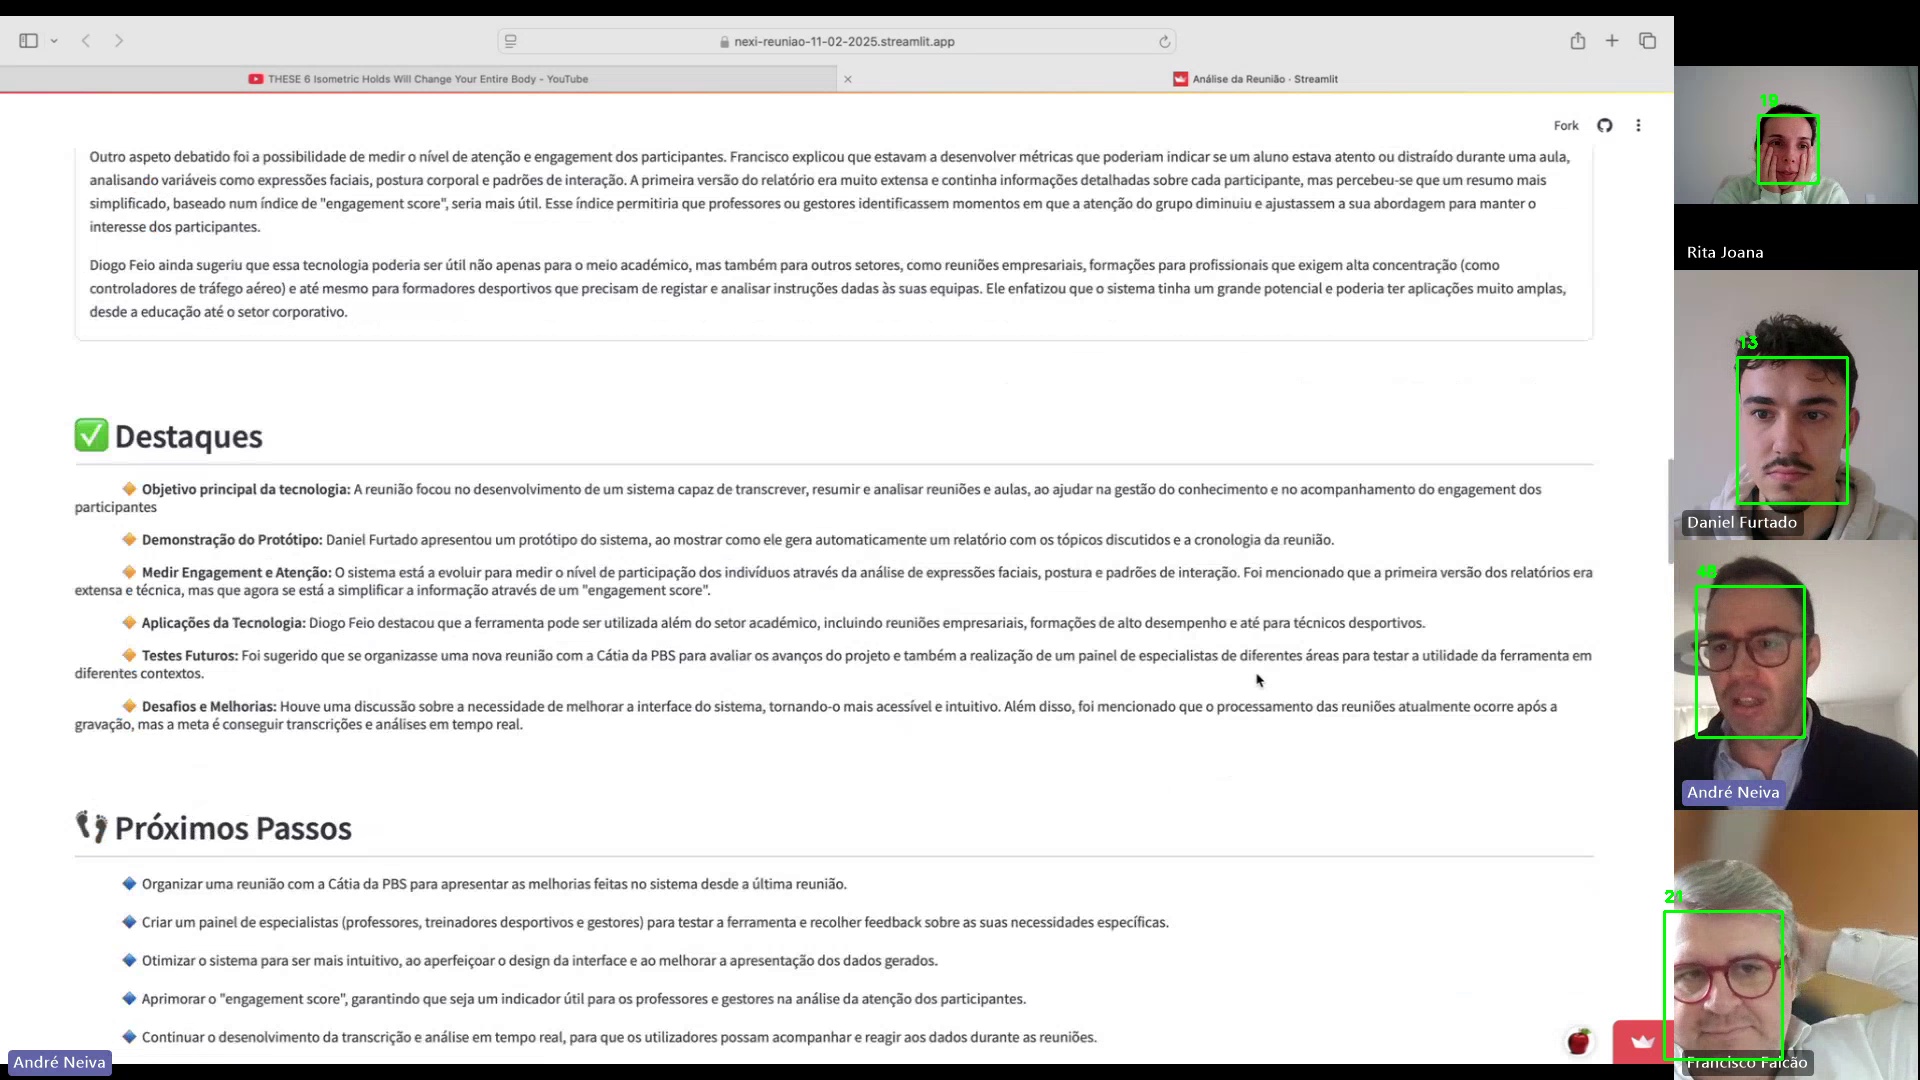 nexi-reuniao-11-02-2025.streamlit.app
THESE 6 Isometric Holds Will Change Your Entire Body - YouTube
Análise da Reunião · Streamlit
Fork
Outro aspeto debatido foi a possibilidade de medir o nível de atenção e engagement dos participantes. Francisco explicou que estavam a desenvolver métricas que poderiam indicar se um aluno estava atento ou distraído durante uma aula,
analisando variáveis como expressões faciais, postura corporal e padrões de interação. A primeira versão do relatório era muito extensa e continha informações detalhadas sobre cada participante, mas percebeu-se que um resumo mais
simplificado, baseado num índice de "engagement score", seria mais útil. Esse índice permitiria que professores ou gestores identificassem momentos em que a atenção do grupo diminuiu e ajustassem a sua abordagem para manter o
interesse dos participantes.
Diogo Feio ainda sugeriu que essa tecnologia poderia ser útil não apenas para o meio académico, mas também para outros setores, como reuniões empresariais, formações para profissionais que exigem alta concentração (como
controladores de tráfego aéreo) e até mesmo para formadores desportivos que precisam de registar e analisar instruções dadas às suas equipas. Ele enfatizou que o sistema tinha um grande potencial e poderia ter aplicações muito amplas,
desde a educação até o setor corporativo.
Destaques
Objetivo principal da tecnologia: A reunião focou no desenvolvimento de um sistema capaz de transcrever, resumir e analisar reuniões e aulas, ao ajudar na gestão do conhecimento e no acompanhamento do engagement dos
participantes
Demonstração do Protótipo: Daniel Furtado apresentou um protótipo do sistema, ao mostrar como ele gera automaticamente um relatório com os tópicos discutidos e a cronologia da reunião.
Medir Engagement e Atenção: O sistema está a evoluir para medir o nível de participação dos indivíduos através da análise de expressões faciais, postura e padrões de interação. Foi mencionado que a primeira versão dos relatórios era
extensa e técnica, mas que agora se está a simplificar a informação através de um "engagement score".
Aplicações da Tecnologia: Diogo Feio destacou que a ferramenta pode ser utilizada além do setor académico, incluindo reuniões empresariais, formações de alto desempenho e até para técnicos desportivos.
Testes Futuros: Foi sugerido que se organizasse uma nova reunião com a Cátia da PBS para avaliar os avanços do projeto e também a realização de um painel de especialistas de diferentes áreas para testar a utilidade da ferramenta em
diferentes contextos.
Desafios e Melhorias: Houve uma discussão sobre a necessidade de melhorar a interface do sistema, tornando-o mais acessível e intuitivo. Além disso, foi mencionado que o processamento das reuniões atualmente ocorre após a
gravação, mas a meta é conseguir transcrições e análises em tempo real.
Próximos Passos
Organizar uma reunião com a Cátia da PBS para apresentar as melhorias feitas no sistema desde a última reunião.
Criar um painel de especialistas (professores, treinadores desportivos e gestores) para testar a ferramenta e recolher feedback sobre as suas necessidades específicas.
Otimizar o sistema para ser mais intuitivo, ao aperfeiçoar o design da interface e ao melhorar a apresentação dos dados gerados.
Aprimorar o "engagement score", garantindo que seja um indicador útil para os professores e gestores na análise da atenção dos participantes.
Continuar o desenolvimento da transcrição e análise em tempo real, para que os utilizadores possam acompanhar e reagir aos dados durante as reuniões.
André Neiva
19
Rita Joana
13
Daniel Furtado
André Neiva
Francisco Falcão